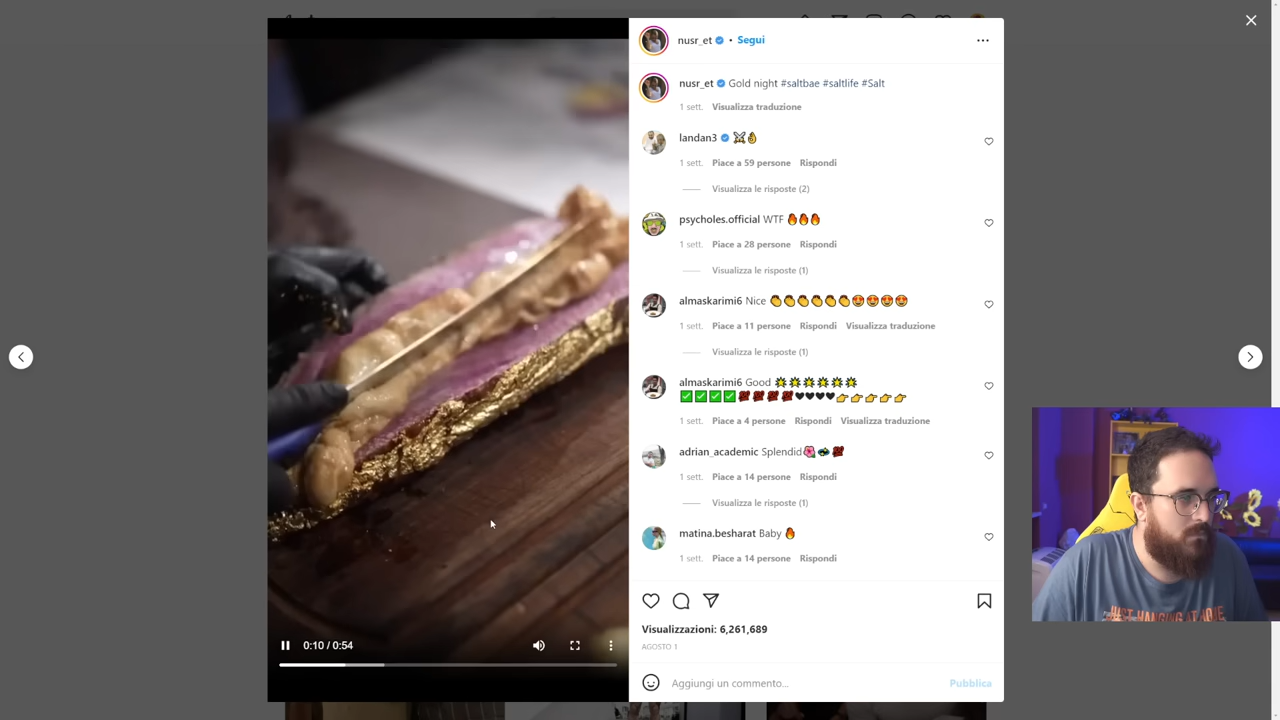 nusr_et • Segui
nusr_et Gold night #saltbae #saltlife #Salt
1 sett. Visualizza traduzione
landan3
1 sett. Piace a 59 persone Rispondi
Visualizza le risposte (2)
psycholes.official WTF 🔥🔥🔥
1 sett. Piace a 28 persone Rispondi
Visualizza le risposte (1)
almaskarimi6 Nice 👏👏👏👏👏👏😍😍😍😍
1 sett. Piace a 11 persone Rispondi Visualizza traduzione
Visualizza le risposte (1)
almaskarimi6 Good
1 sett. Piace a 4 persone Rispondi Visualizza traduzione
adrian_academic Splendid
1 sett. Piace a 14 persone Rispondi
Visualizza le risposte (1)
matina.besharat Baby 🔥
1 sett. Piace a 14 persone Rispondi
0:10 / 0:54
Visualizzazioni: 6,261,689
AGOSTO 1
Aggiungi un commento... Pubblica
JUST HANGING AT HOME